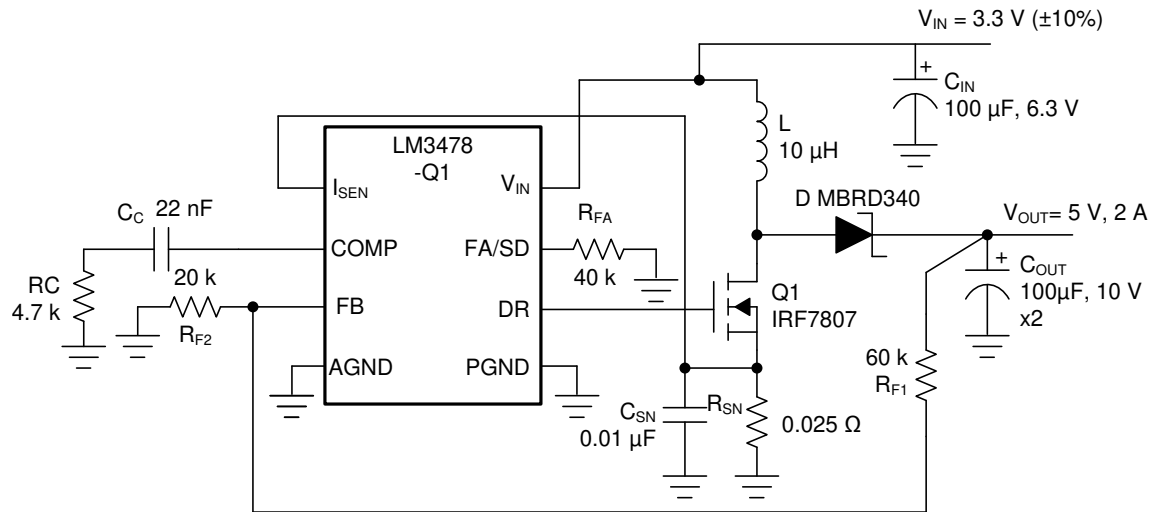 V_IN = 3.3 V (±10%)
+
C_IN
100 µF, 6.3 V
LM3478
-Q1
L
10 µH
I_SEN
V_IN
D MBRD340
C_C 22 nF
R_FA
V_OUT= 5 V, 2 A
COMP
FA/SD
+
RC
4.7 k
20 k
40 k
C_OUT
100µF, 10 V
x2
Q1
IRF7807
FB
DR
R_F2
60 k
R_F1
AGND
PGND
C_SN
0.01 µF
R_SN
0.025 Ω